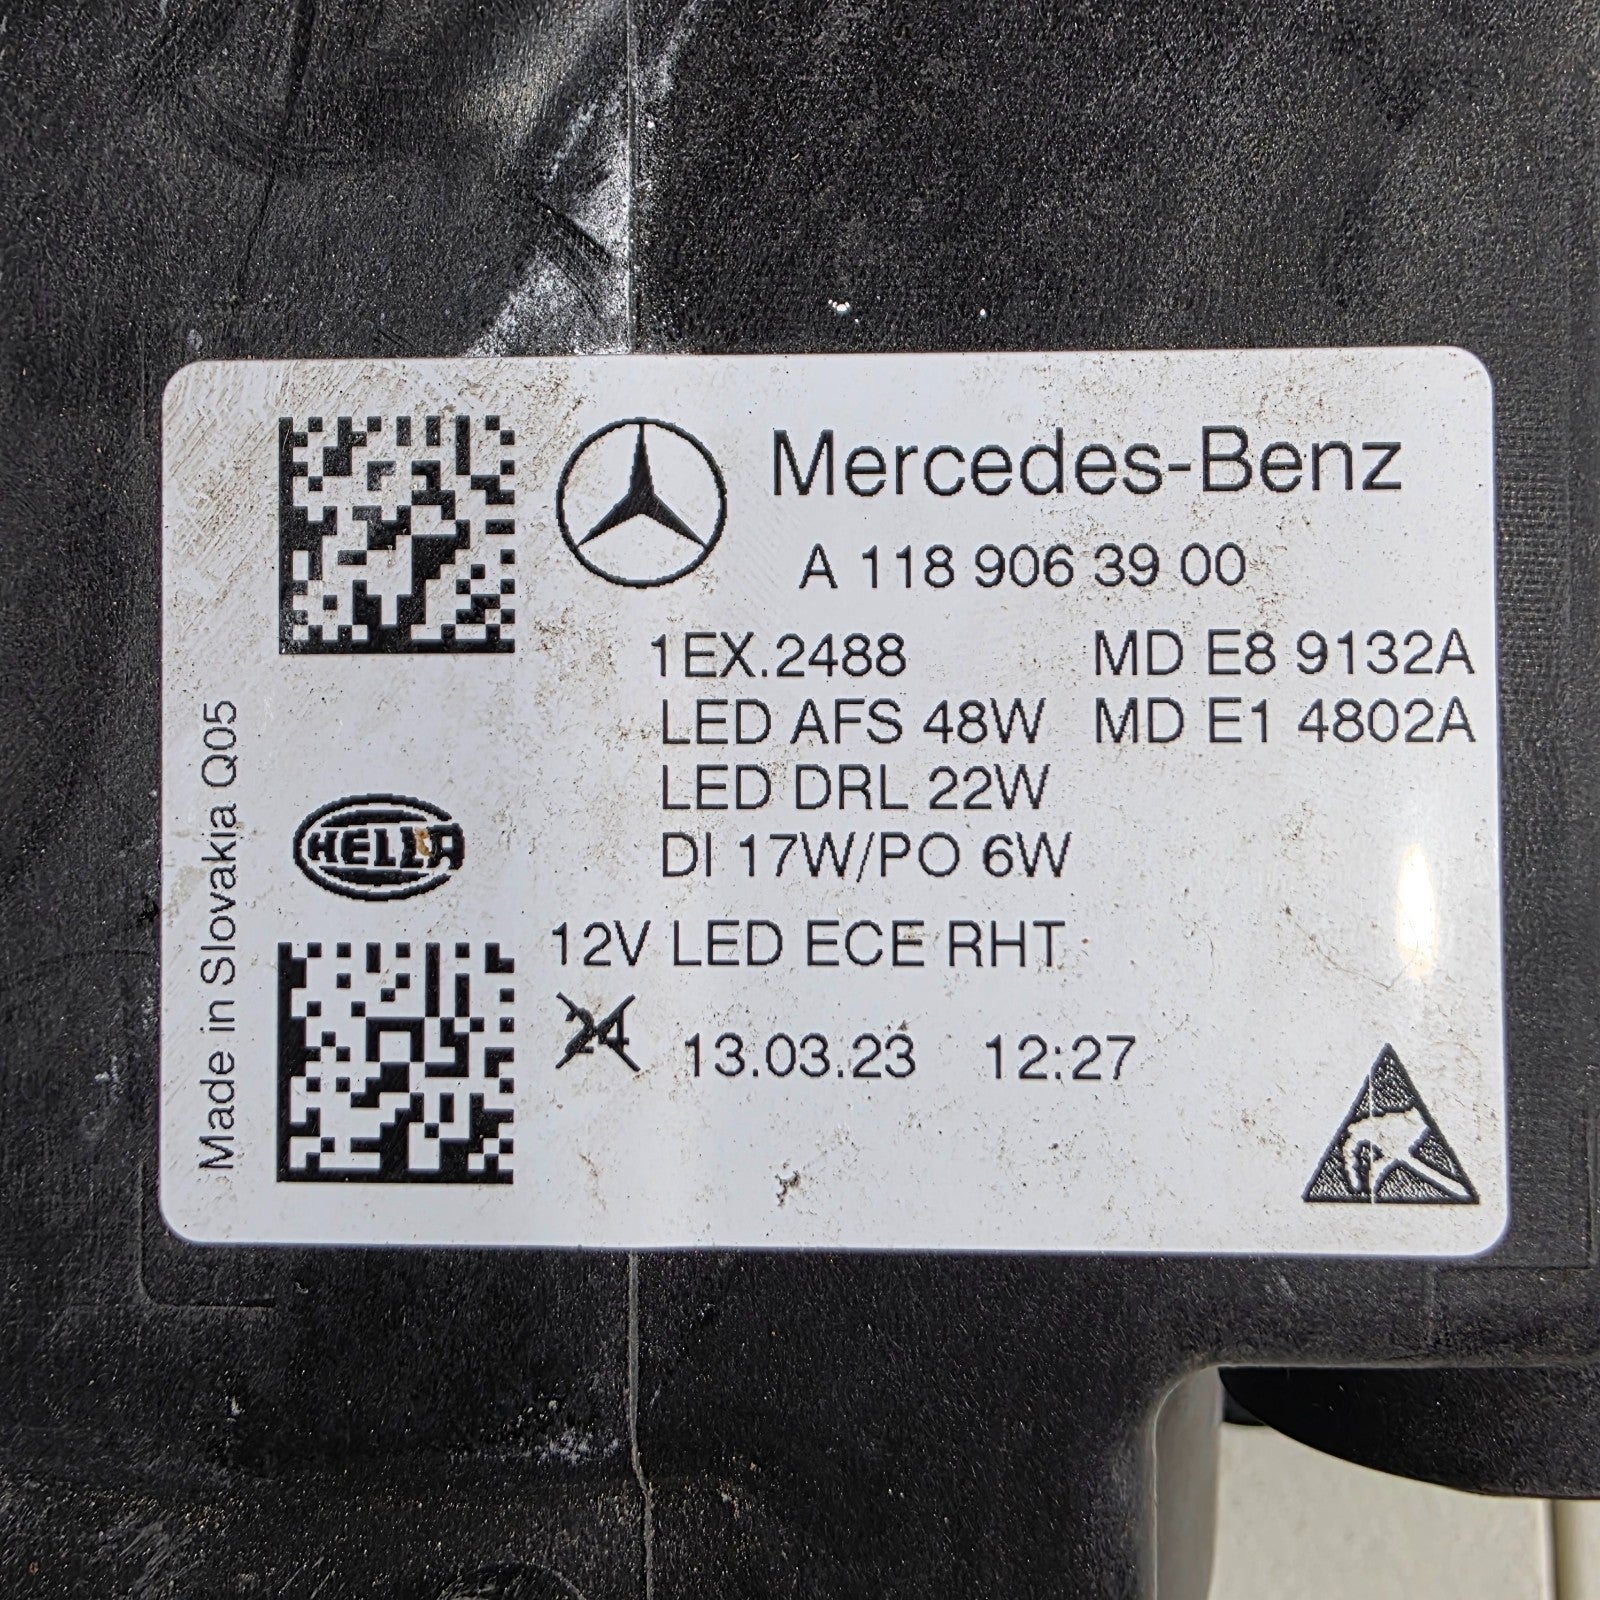 Mercedes-Benz
A 118 906 39 00
1EX.2488 MD E8 9132A
LED AFS 48W MD E1 4802A
LED DRL 22W
DI 17W/PO 6W
12V LED ECE RHT
24 13.03.23 12:27
HELLA
Made in Slovakia Q05